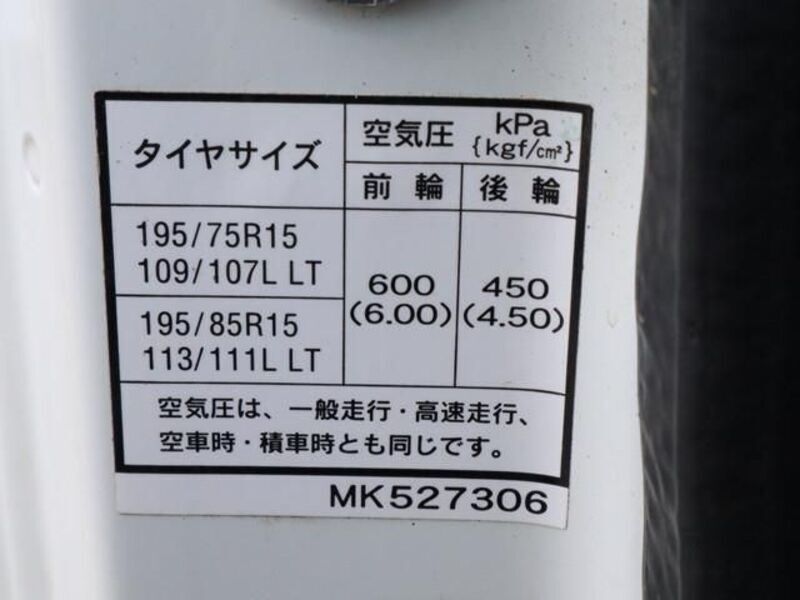 タイヤサイズ
空気圧 kPa
{kgf/cm²}
前輪 後輪
195/75R15
109/107L LT
195/85R15
113/111L LT
600
(6.00)
450
(4.50)
空気圧は、一般走行・高速走行、
空車時・積車時とも同じです。
MK527306